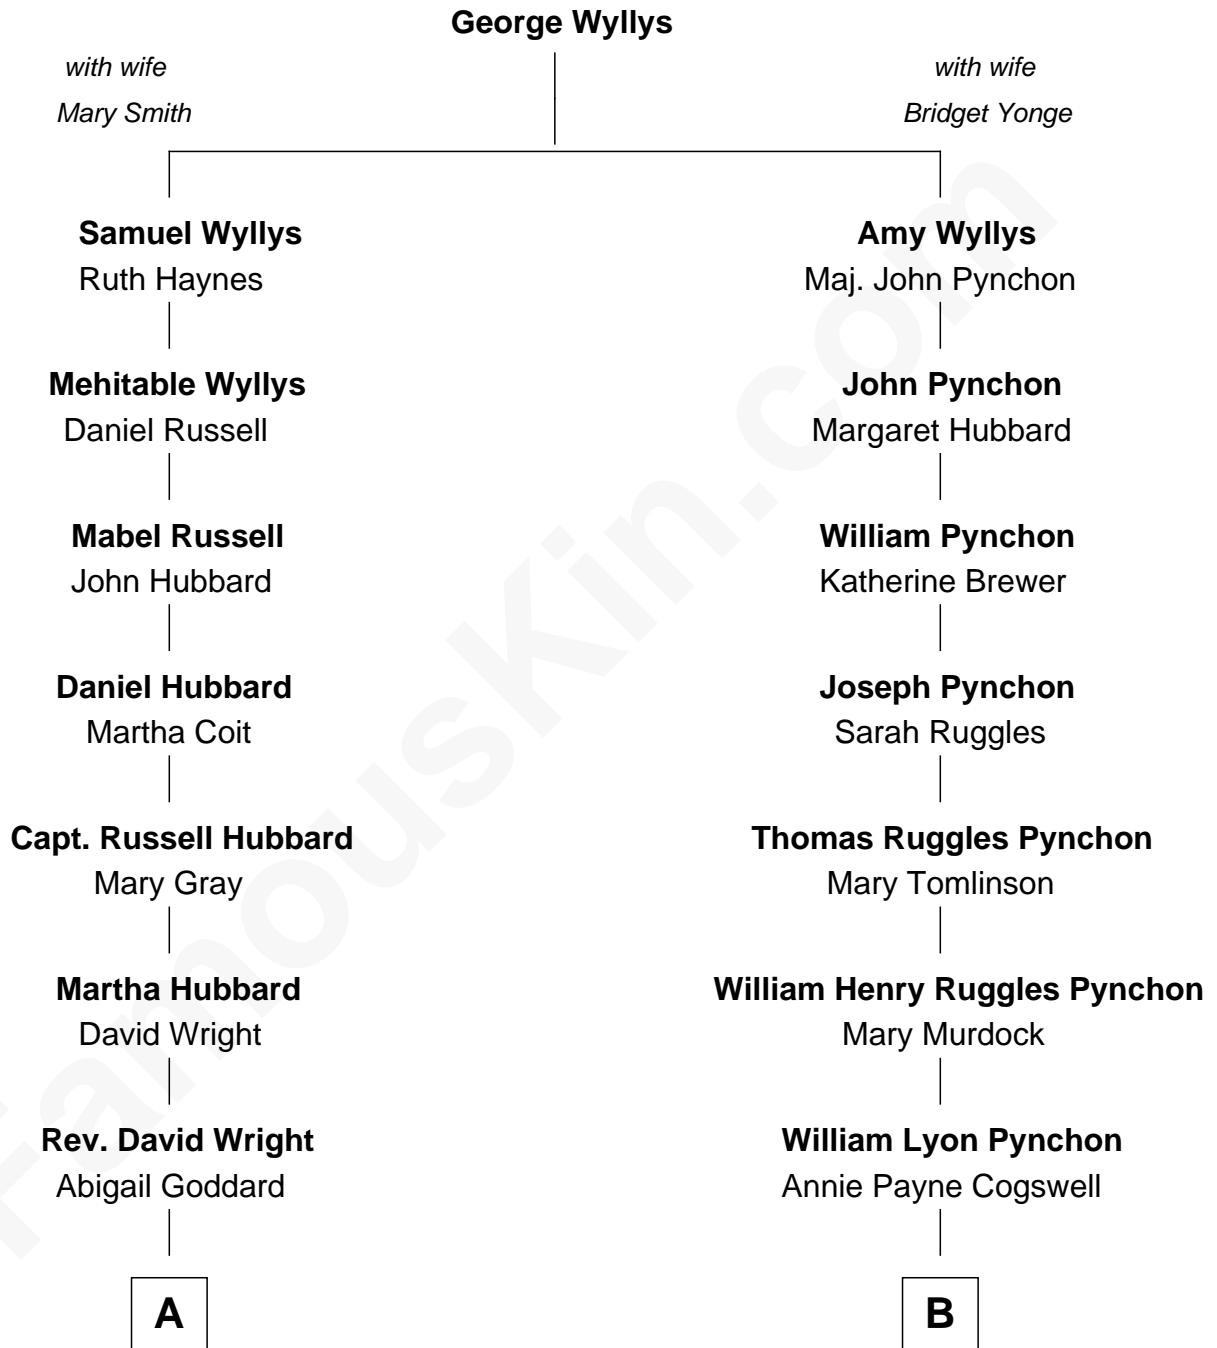 George Wyllys
with wife
Mary Smith
with wife
Bridget Yonge
Samuel Wyllys
Ruth Haynes
Amy Wyllys
Maj. John Pynchon
Mehitable Wyllys
Daniel Russell
John Pynchon
Margaret Hubbard
Mabel Russell
John Hubbard
William Pynchon
Katherine Brewer
Daniel Hubbard
Martha Coit
Joseph Pynchon
Sarah Ruggles
Capt. Russell Hubbard
Mary Gray
Thomas Ruggles Pynchon
Mary Tomlinson
Martha Hubbard
David Wright
William Henry Ruggles Pynchon
Mary Murdock
Rev. David Wright
Abigail Goddard
William Lyon Pynchon
Annie Payne Cogswell
A
B
FamousKin.com